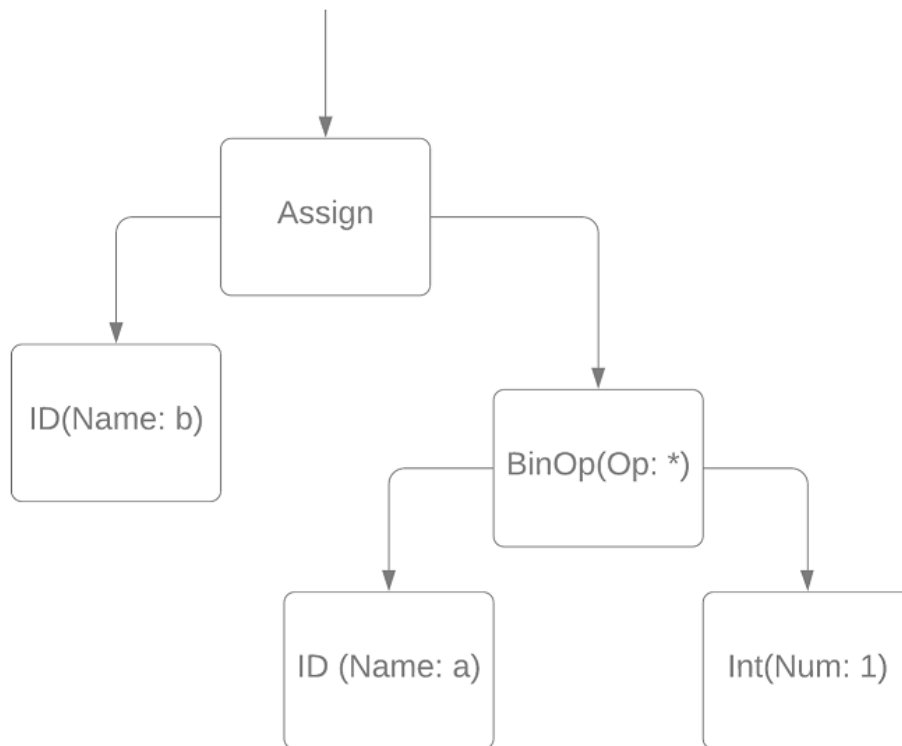 Assign
ID(Name: b)
BinOp(Op: *)
ID (Name: a)
Int(Num: 1)